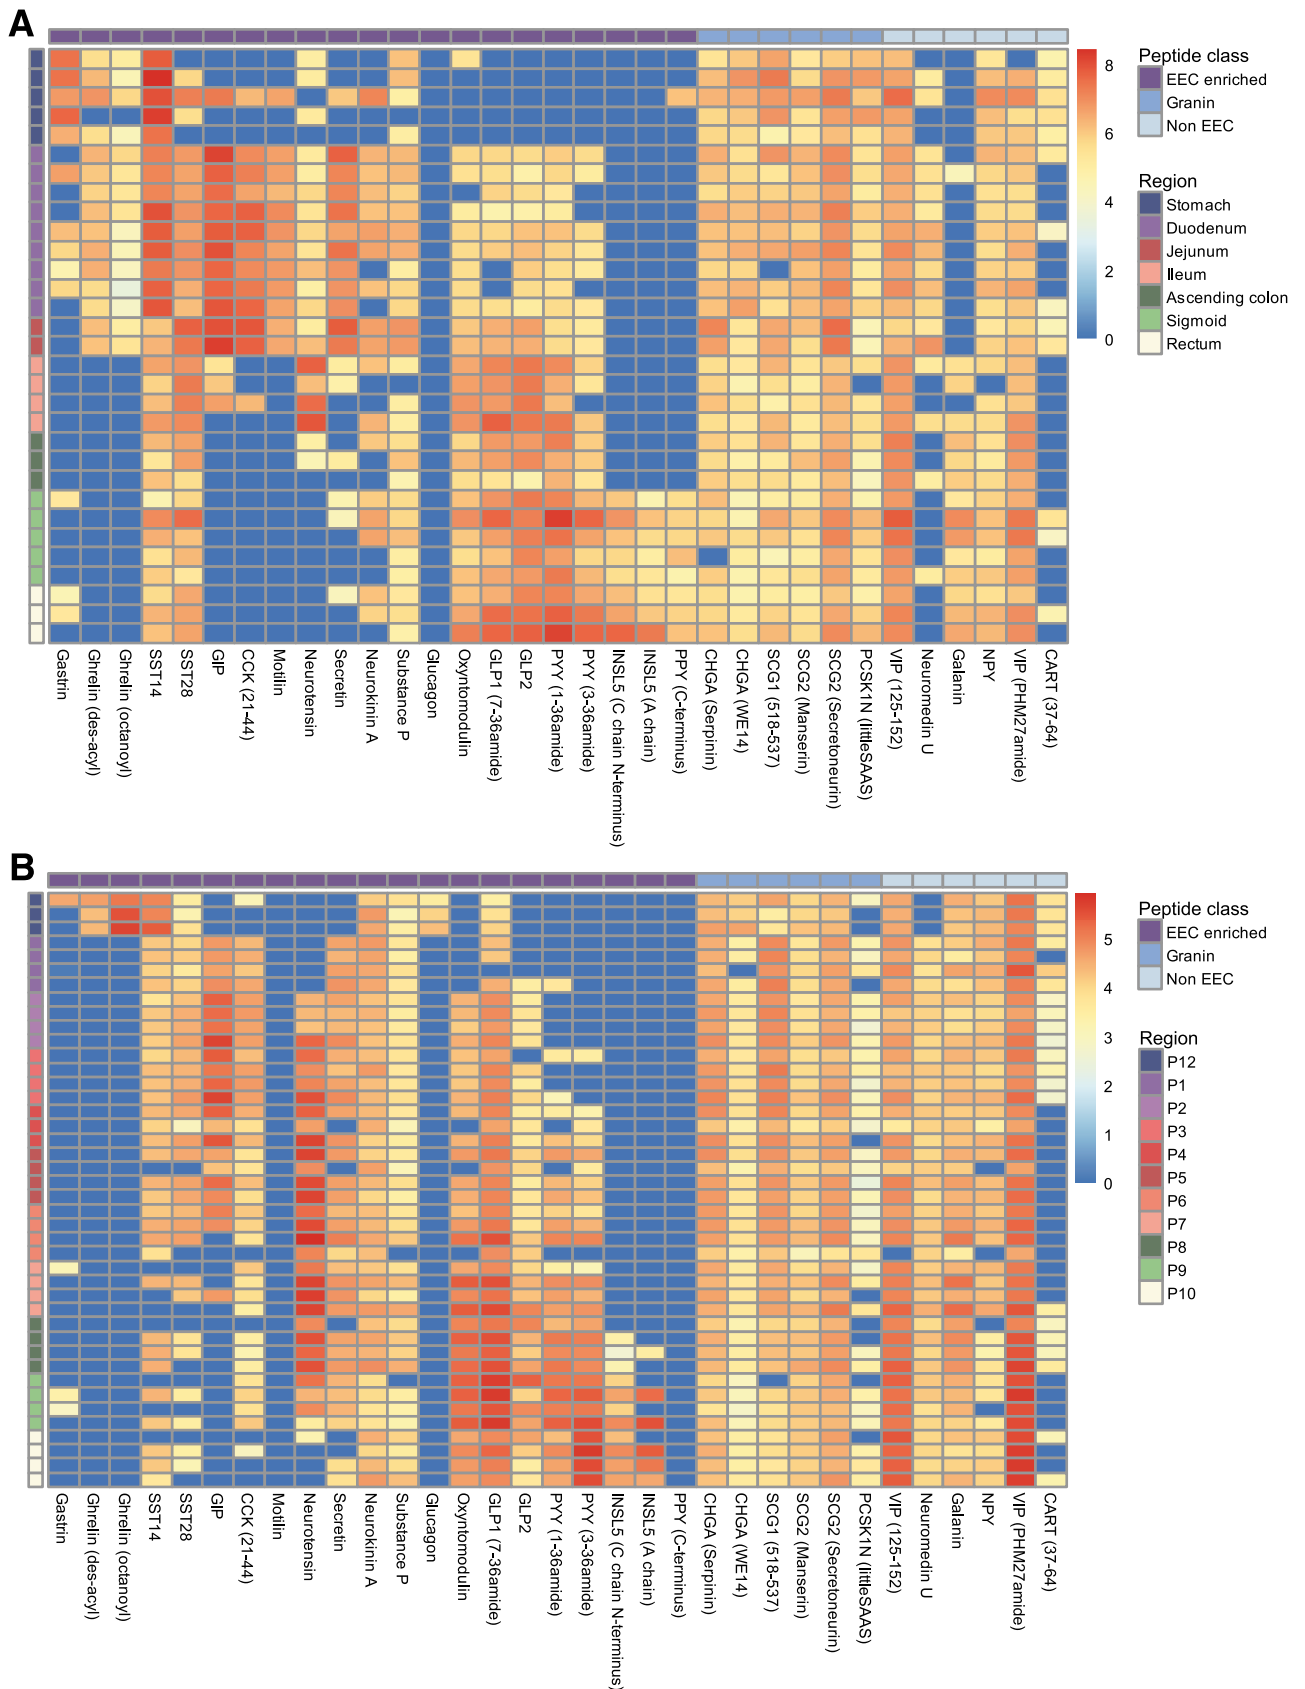 A
8
6
4
2
0
Peptide class
EEC enriched
Granin
Non EEC
Region
Stomach
Duodenum
Jejunum
Ileum
Ascending colon
Sigmoid
Rectum
Gastrin
Ghrelin (des-acyl)
Ghrelin (octanoyl)
SST14
SST28
GIP
CCK (21-44)
Motilin
Neurotensin
Secretin
Neurokinin A
Substance P
Glucagon
Oxyntomodulin
GLP1 (7-36amide)
GLP2
PYY (1-36amide)
PYY (3-36amide)
INSL5 (C chain N-terminus)
INSL5 (A chain)
PPY (C-terminus)
CHGA (Serpinin)
CHGA (WE14)
SCG1 (518-537)
SCG2 (Manserin)
SCG2 (Secretoneurin)
PCSK1N (littleSAAS)
VIP (125-152)
Neuromedin U
Galanin
NPY
VIP (PHM27amide)
CART (37-64)
B
5
4
3
2
1
0
Peptide class
EEC enriched
Granin
Non EEC
Region
P12
P1
P2
P3
P4
P5
P6
P7
P8
P9
P10
Gastrin
Ghrelin (des-acyl)
Ghrelin (octanoyl)
SST14
SST28
GIP
CCK (21-44)
Motilin
Neurotensin
Secretin
Neurokinin A
Substance P
Glucagon
Oxyntomodulin
GLP1 (7-36amide)
GLP2
PYY (1-36amide)
PYY (3-36amide)
INSL5 (C chain N-terminus)
INSL5 (A chain)
PPY (C-terminus)
CHGA (Serpinin)
CHGA (WE14)
SCG1 (518-537)
SCG2 (Manserin)
SCG2 (Secretoneurin)
PCSK1N (littleSAAS)
VIP (125-152)
Neuromedin U
Galanin
NPY
VIP (PHM27amide)
CART (37-64)